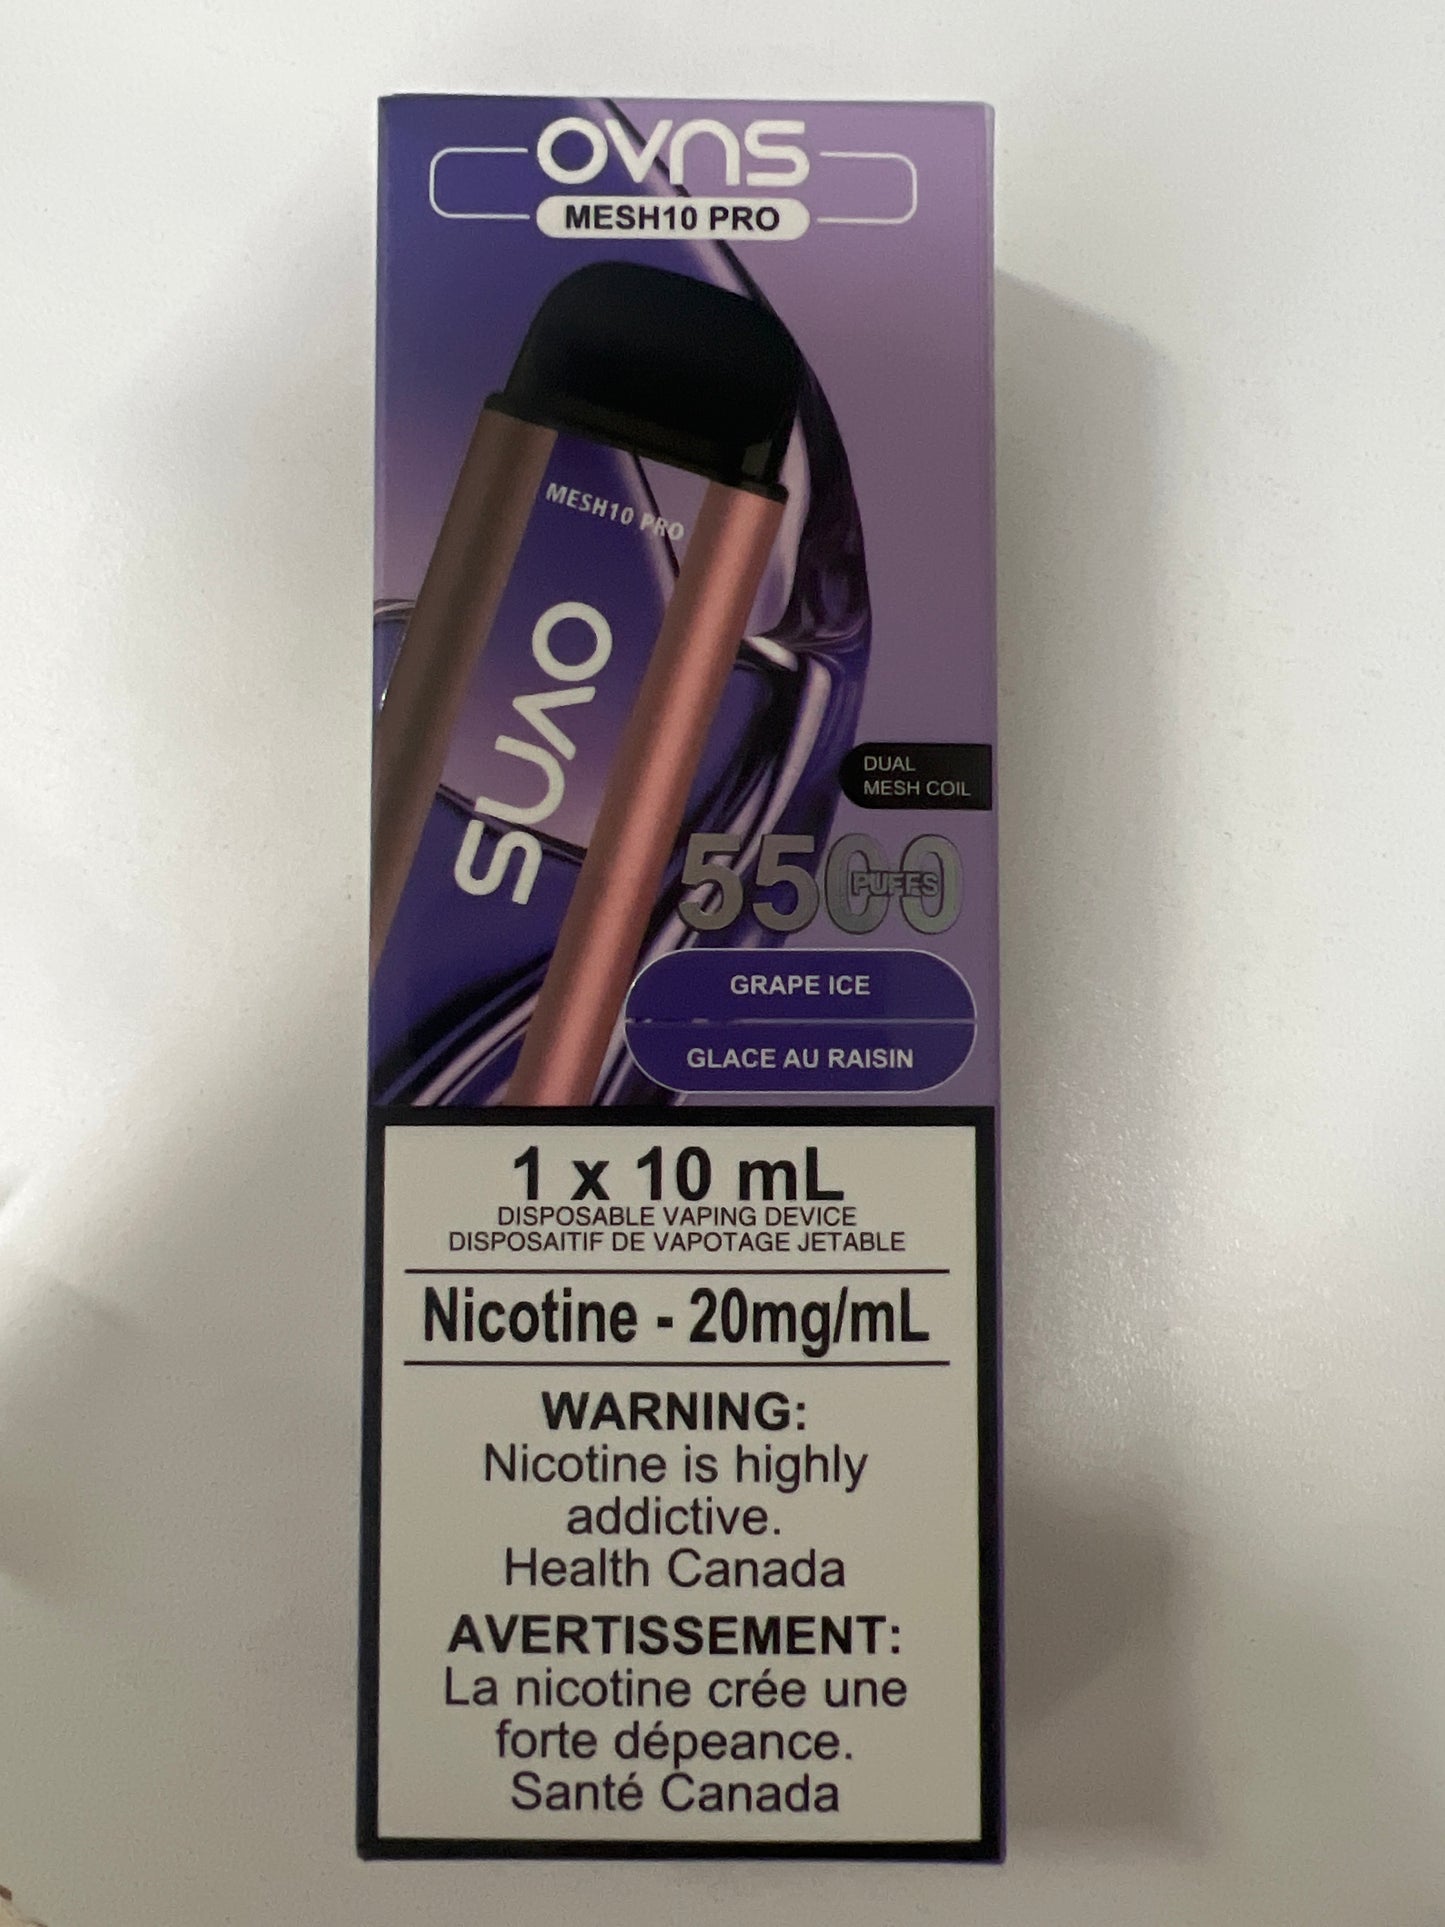 OVNS
MESH10 PRO
MESH10 PRO
OVNS
DUAL
MESH COIL
5500
PUFFS
GRAPE ICE
GLACE AU RAISIN
1 x 10 mL
DISPOSABLE VAPING DEVICE
DISPOSAITIF DE VAPOTAGE JETABLE
Nicotine - 20mg/mL
WARNING:
Nicotine is highly
addictive.
Health Canada
AVERTISSEMENT:
La nicotine crée une
forte dépeance.
Santé Canada